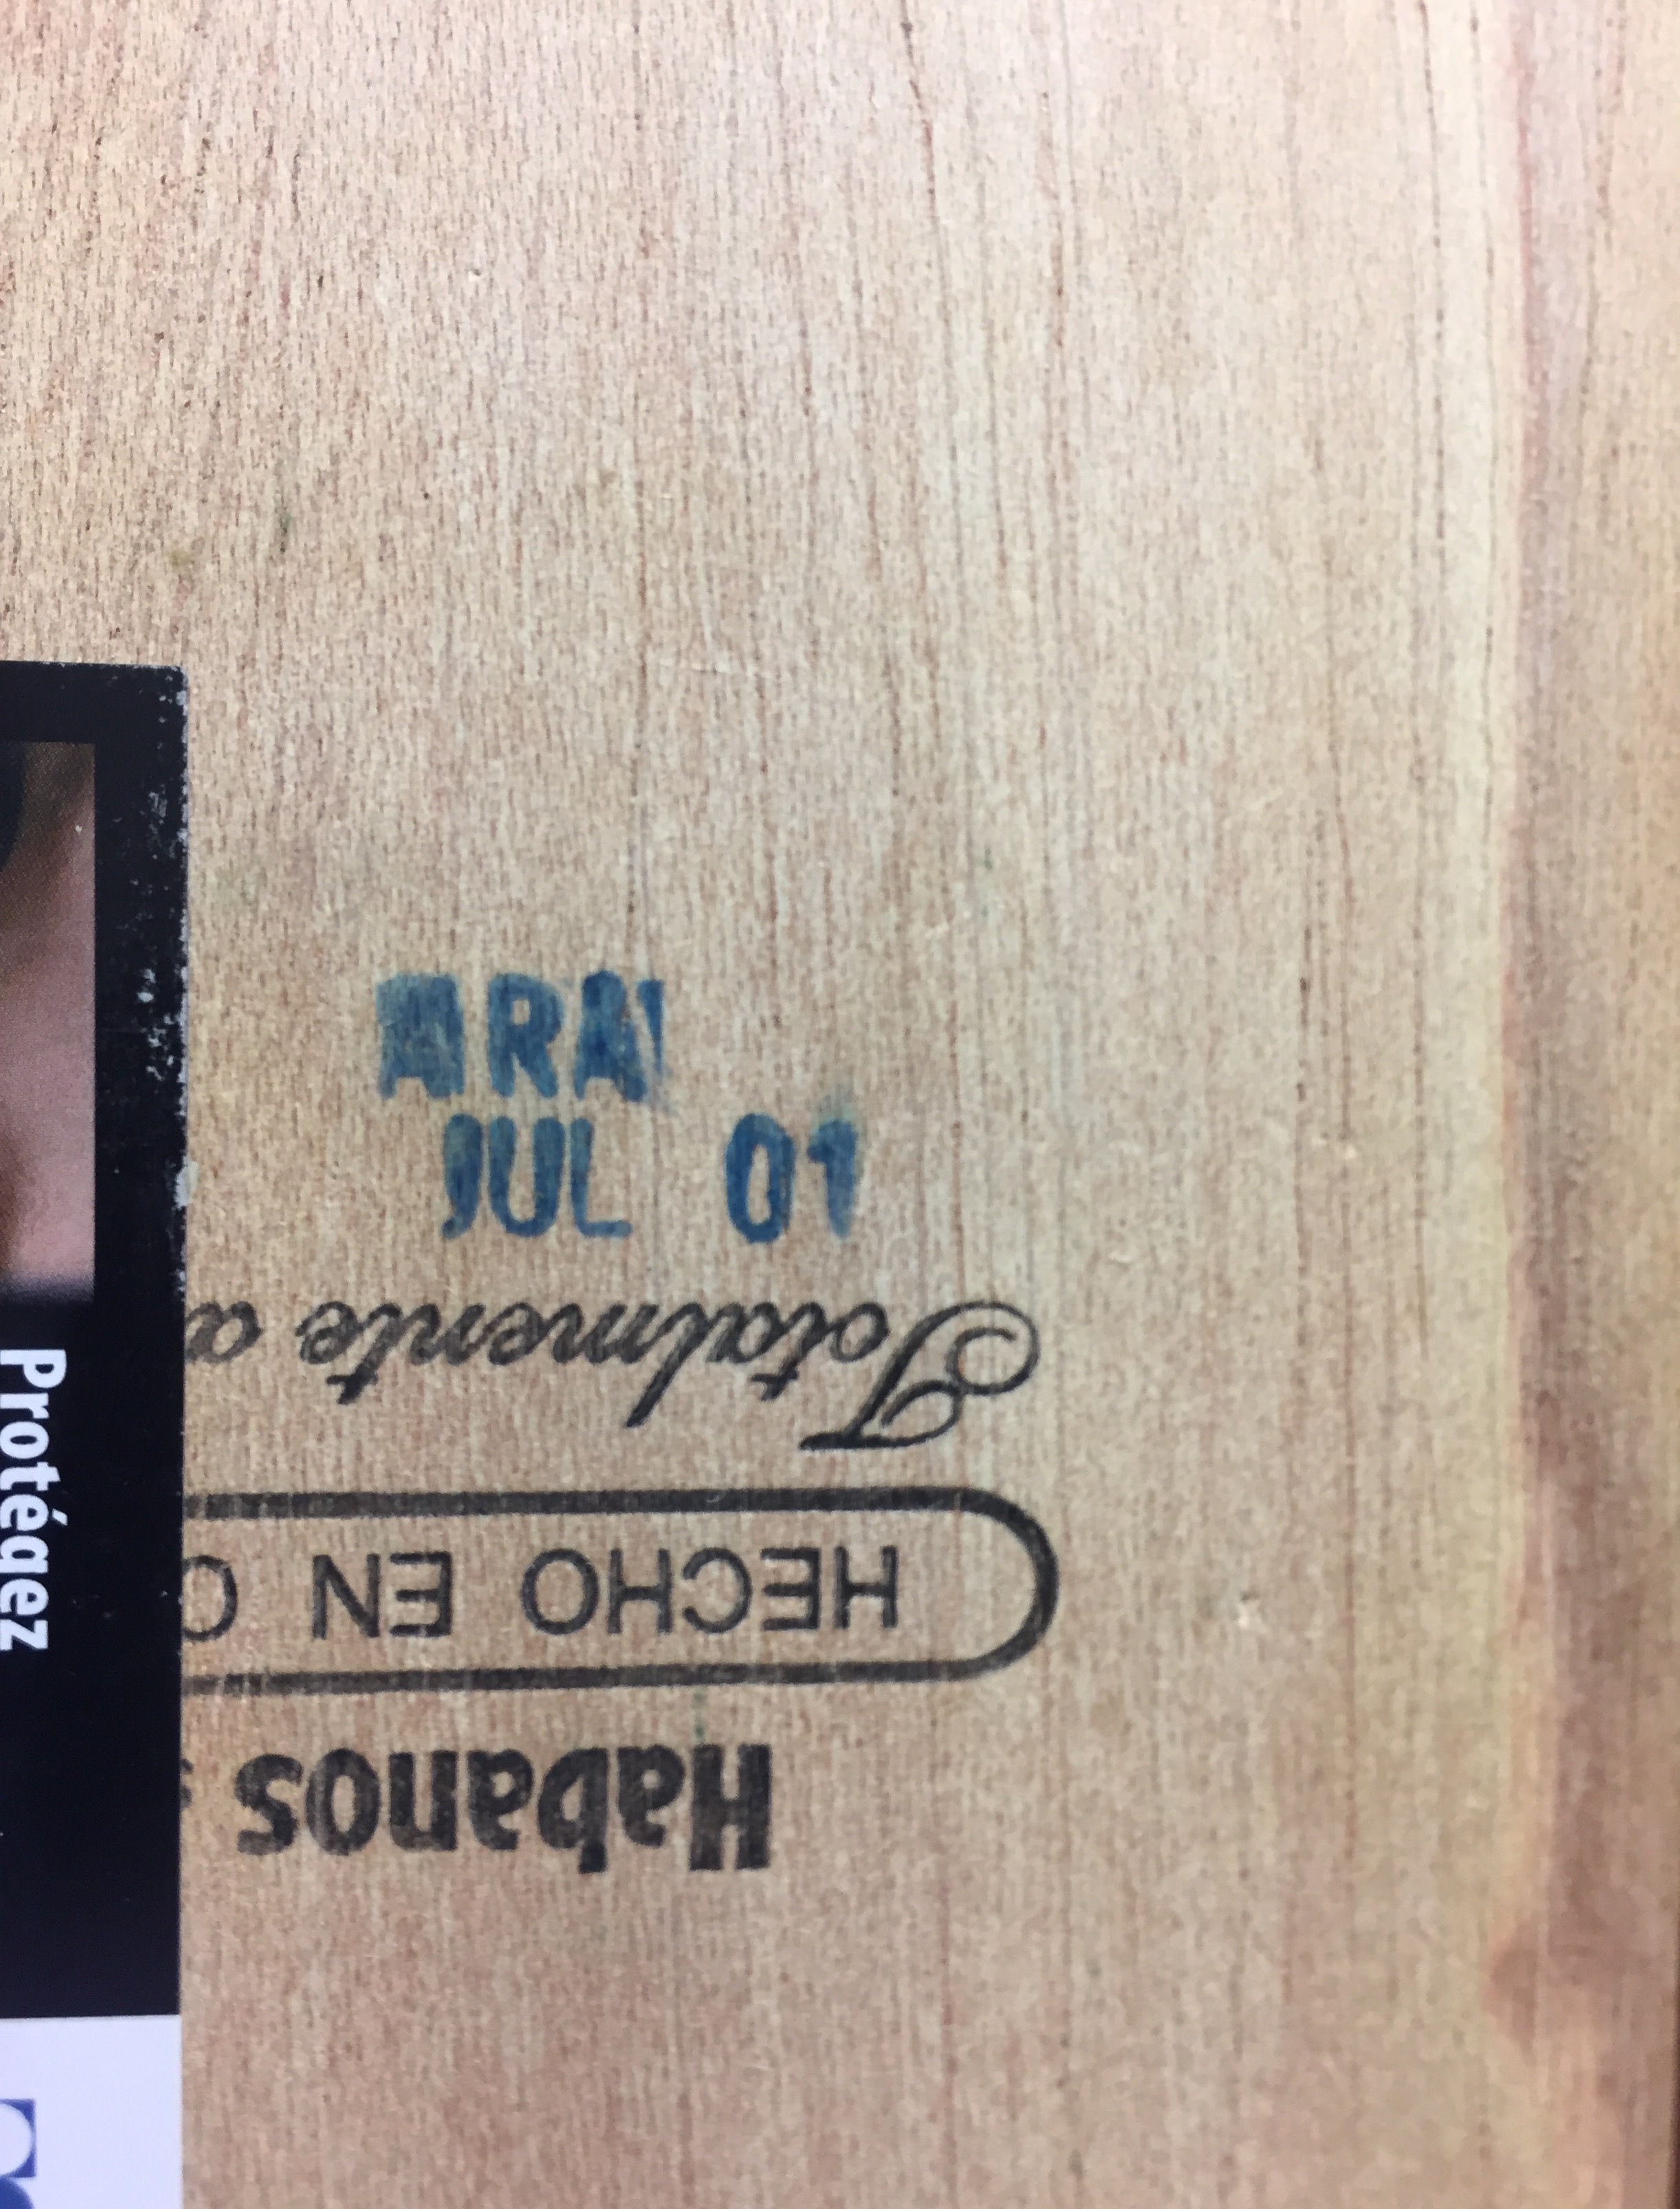 JUL 01
Habanos
HECHO EN C
Totalmente a
Protégez